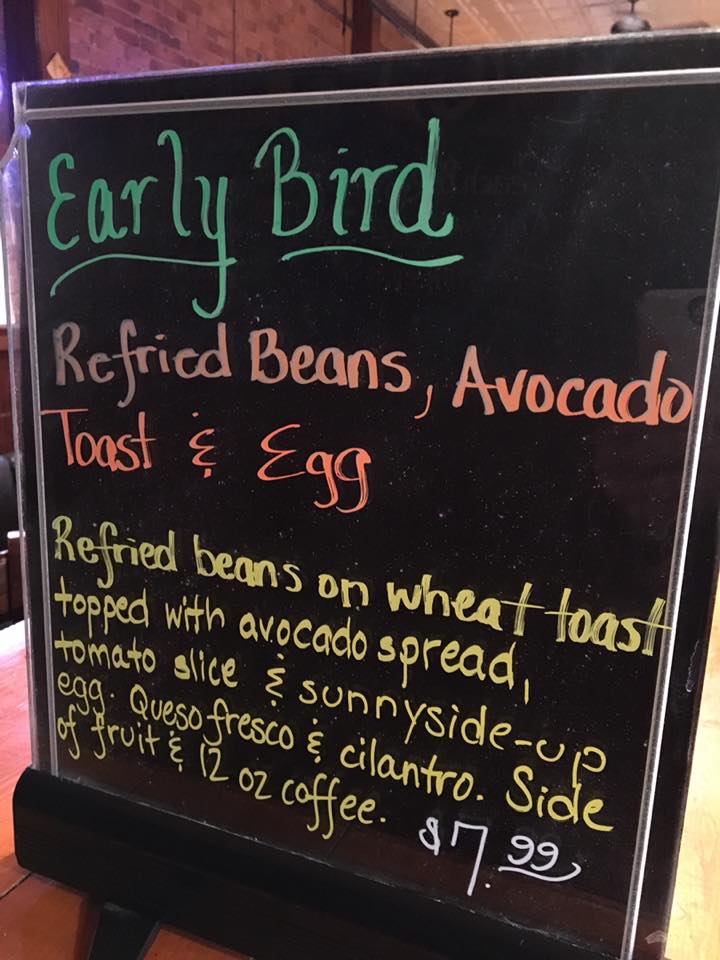 Early Bird
Refried Beans, Avocado
Toast & Egg
Refried beans on wheat toast
topped with avocado spread,
tomato slice & sunnyside-up
egg. Queso fresco & cilantro. Side
of fruit & 12 oz coffee.
$7.99